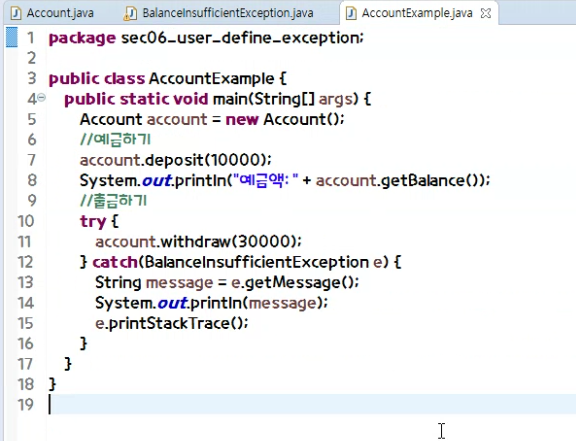 Account.java BalanceInsufficientException.java AccountExample.java
1 package sec06_user_define_exception;
2
3 public class AccountExample {
4 public static void main(String[] args) {
5 Account account = new Account();
6 //예금하기
7 account.deposit(10000);
8 System.out.println("예금액: " + account.getBalance());
9 //출금하기
10 try {
11 account.withdraw(30000);
12 } catch(BalanceInsufficientException e) {
13 String message = e.getMessage();
14 System.out.println(message);
15 e.printStackTrace();
16 }
17 }
18 }
19